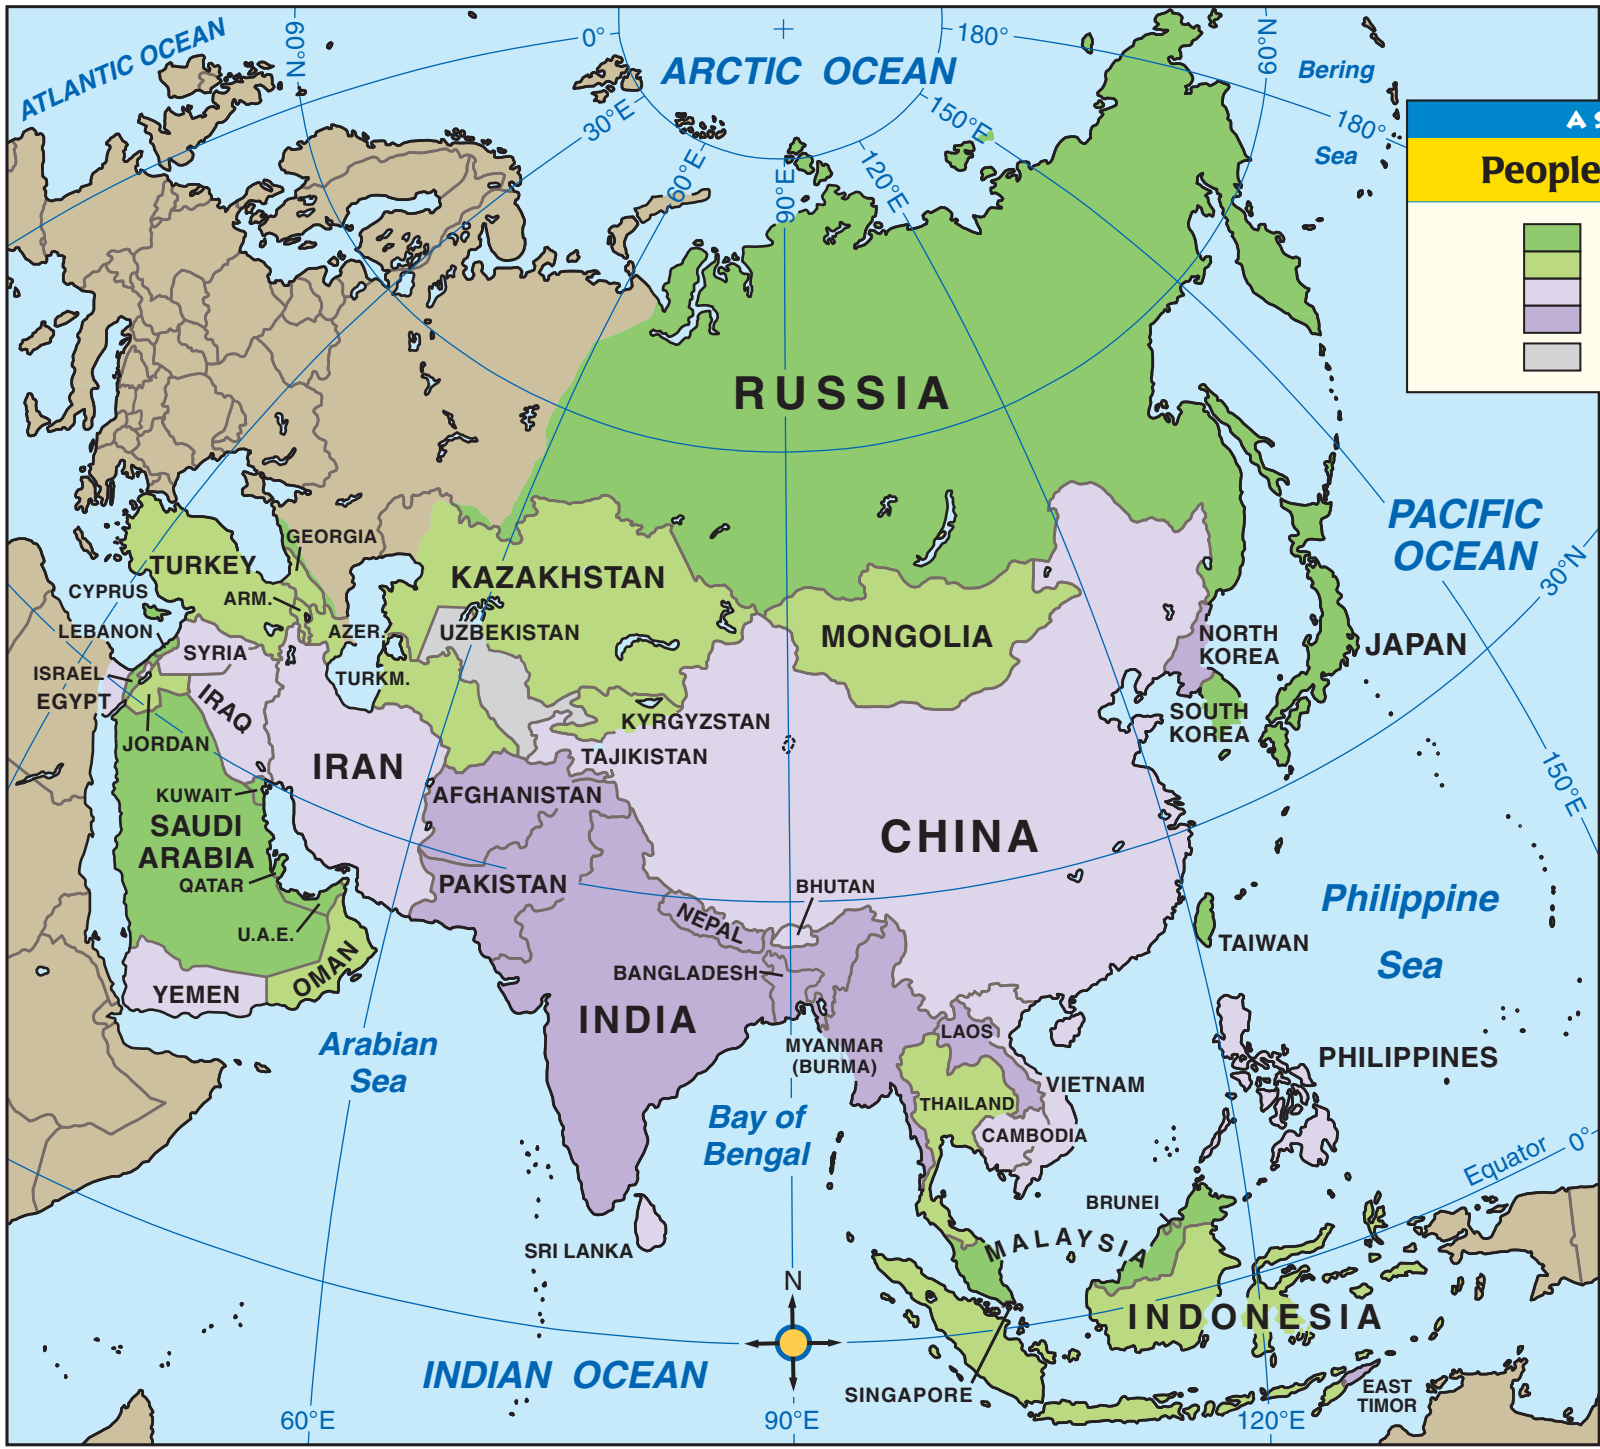 ATLANTIC OCEAN
60°N
0°
ARCTIC OCEAN
180°
60°N
Bering
Sea
180°
30°E
60°E
90°E
120°E
150°E
AS
People
RUSSIA
PACIFIC
OCEAN
30°N
GEORGIA
TURKEY
KAZAKHSTAN
CYPRUS
ARM.
LEBANON
AZER.
UZBEKISTAN
MONGOLIA
NORTH
KOREA
JAPAN
SYRIA
ISRAEL
TURKM.
EGYPT
IRAQ
KYRGYZSTAN
SOUTH
KOREA
JORDAN
IRAN
TAJIKISTAN
150°E
KUWAIT
AFGHANISTAN
SAUDI
ARABIA
CHINA
QATAR
PAKISTAN
BHUTAN
NEPAL
Philippine
Sea
U.A.E.
TAIWAN
OMAN
BANGLADESH
YEMEN
INDIA
LAOS
Arabian
Sea
MYANMAR
(BURMA)
PHILIPPINES
VIETNAM
THAILAND
Bay of
Bengal
CAMBODIA
Equator
0°
BRUNEI
SRI LANKA
MALAYSIA
N
INDONESIA
INDIAN OCEAN
SINGAPORE
EAST
TIMOR
60°E
90°E
120°E